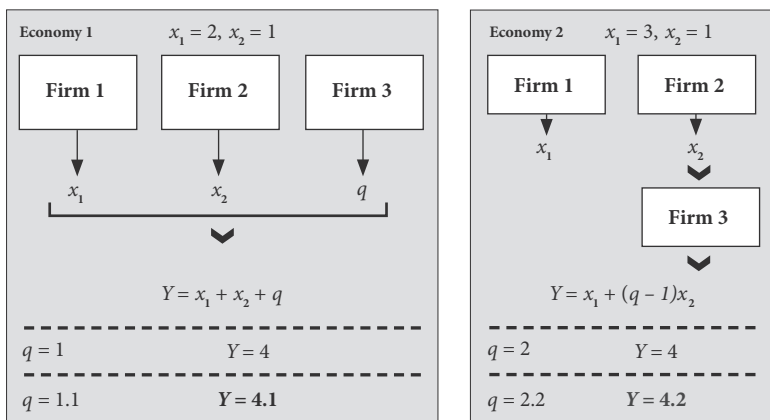 Economy 1 x₁ = 2, x₂ = 1
Firm 1 Firm 2 Firm 3
x₁ x₂ q
Y = x₁ + x₂ + q
q = 1 Y = 4
q = 1.1 Y = 4.1
Economy 2 x₁ = 3, x₂ = 1
Firm 1 Firm 2
x₁ x₂
Firm 3
Y = x₁ + (q – 1)x₂
q = 2 Y = 4
q = 2.2 Y = 4.2